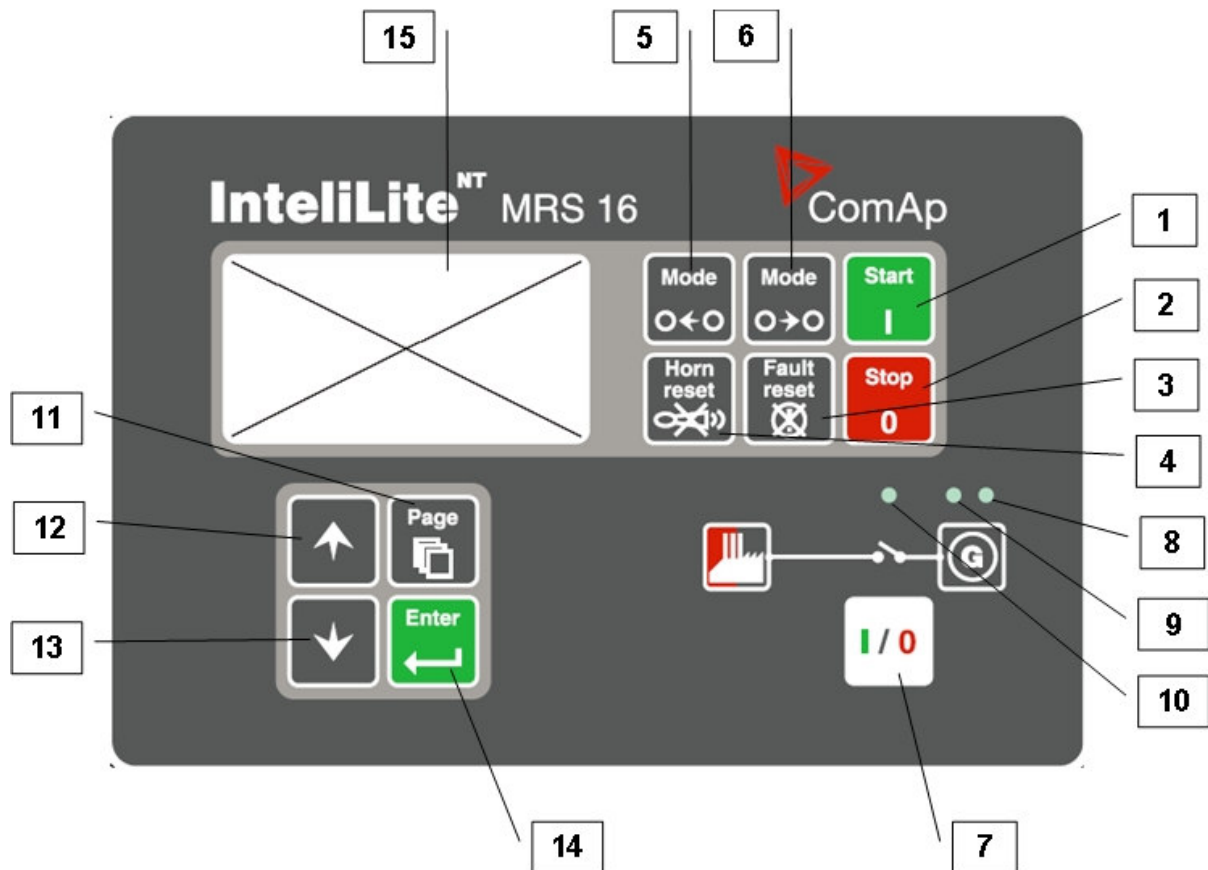 15 5 6
InteliLite NT MRS 16 ComAp
1
Mode Mode Start
I
2
Horn reset
Fault reset
Stop
0
3
11
4
12
Page
8
G
13
Enter
9
I / 0
10
14
7